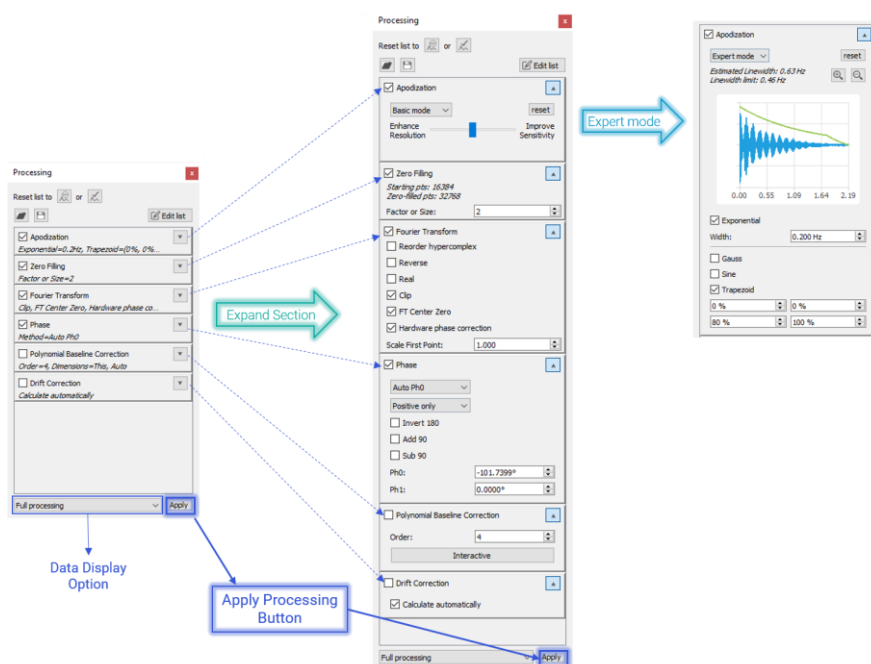 Processing
x
Reset list to or
Edit list
Apodization
Exponential=0.2Hz, Trapezoid=(0%, 0%...
Zero Filling
Factor or Size=2
Fourier Transform
Clip, FT Center Zero, Hardware phase co...
Phase
Method=Auto Ph0
Polynomial Baseline Correction
Order=4, Dimensions=This, Auto
Drift Correction
Calculate automatically
Full processing
Apply
Data Display
Option
Apply Processing
Button
Expand Section
Processing
x
Reset list to or
Edit list
Apodization
Basic mode
reset
Enhance
Resolution
Improve
Sensitivity
Zero Filling
Starting pts: 16384
Zero-filled pts: 32768
Factor or Size: 2
Fourier Transform
Reorder hypercomplex
Reverse
Real
Clip
FT Center Zero
Hardware phase correction
Scale First Point: 1.000
Phase
Auto Ph0
Positive only
Invert 180
Add 90
Sub 90
Ph0: -101.7399°
Ph1: 0.0000°
Polynomial Baseline Correction
Order: 4
Interactive
Drift Correction
Calculate automatically
Full processing
Apply
Expert mode
Apodization
Expert mode
reset
Estimated Linewidth: 0.63 Hz
Linewidth limit: 0.46 Hz
0.00 0.55 1.09 1.64 2.19
Exponential
Width: 0.200 Hz
Gauss
Sine
Trapezoid
0 % 0 %
80 % 100 %